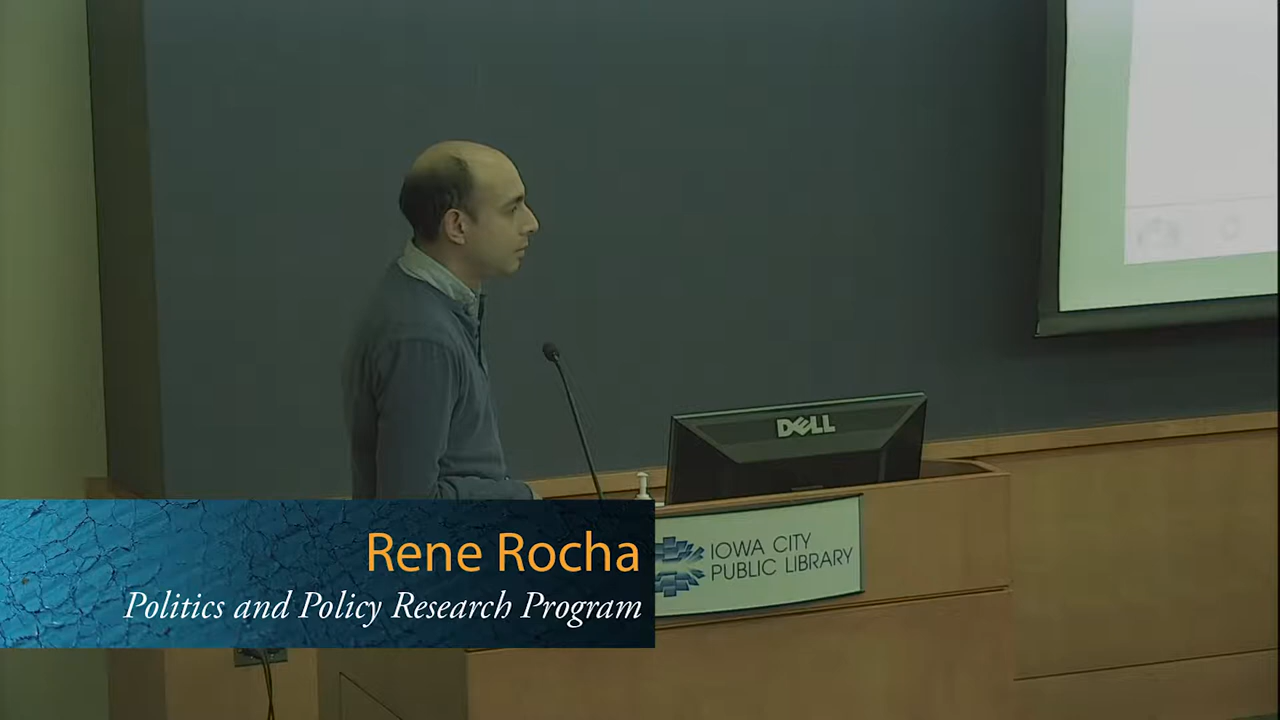 DELL
IOWA CITY
PUBLIC LIBRARY
Rene Rocha
Politics and Policy Research Program